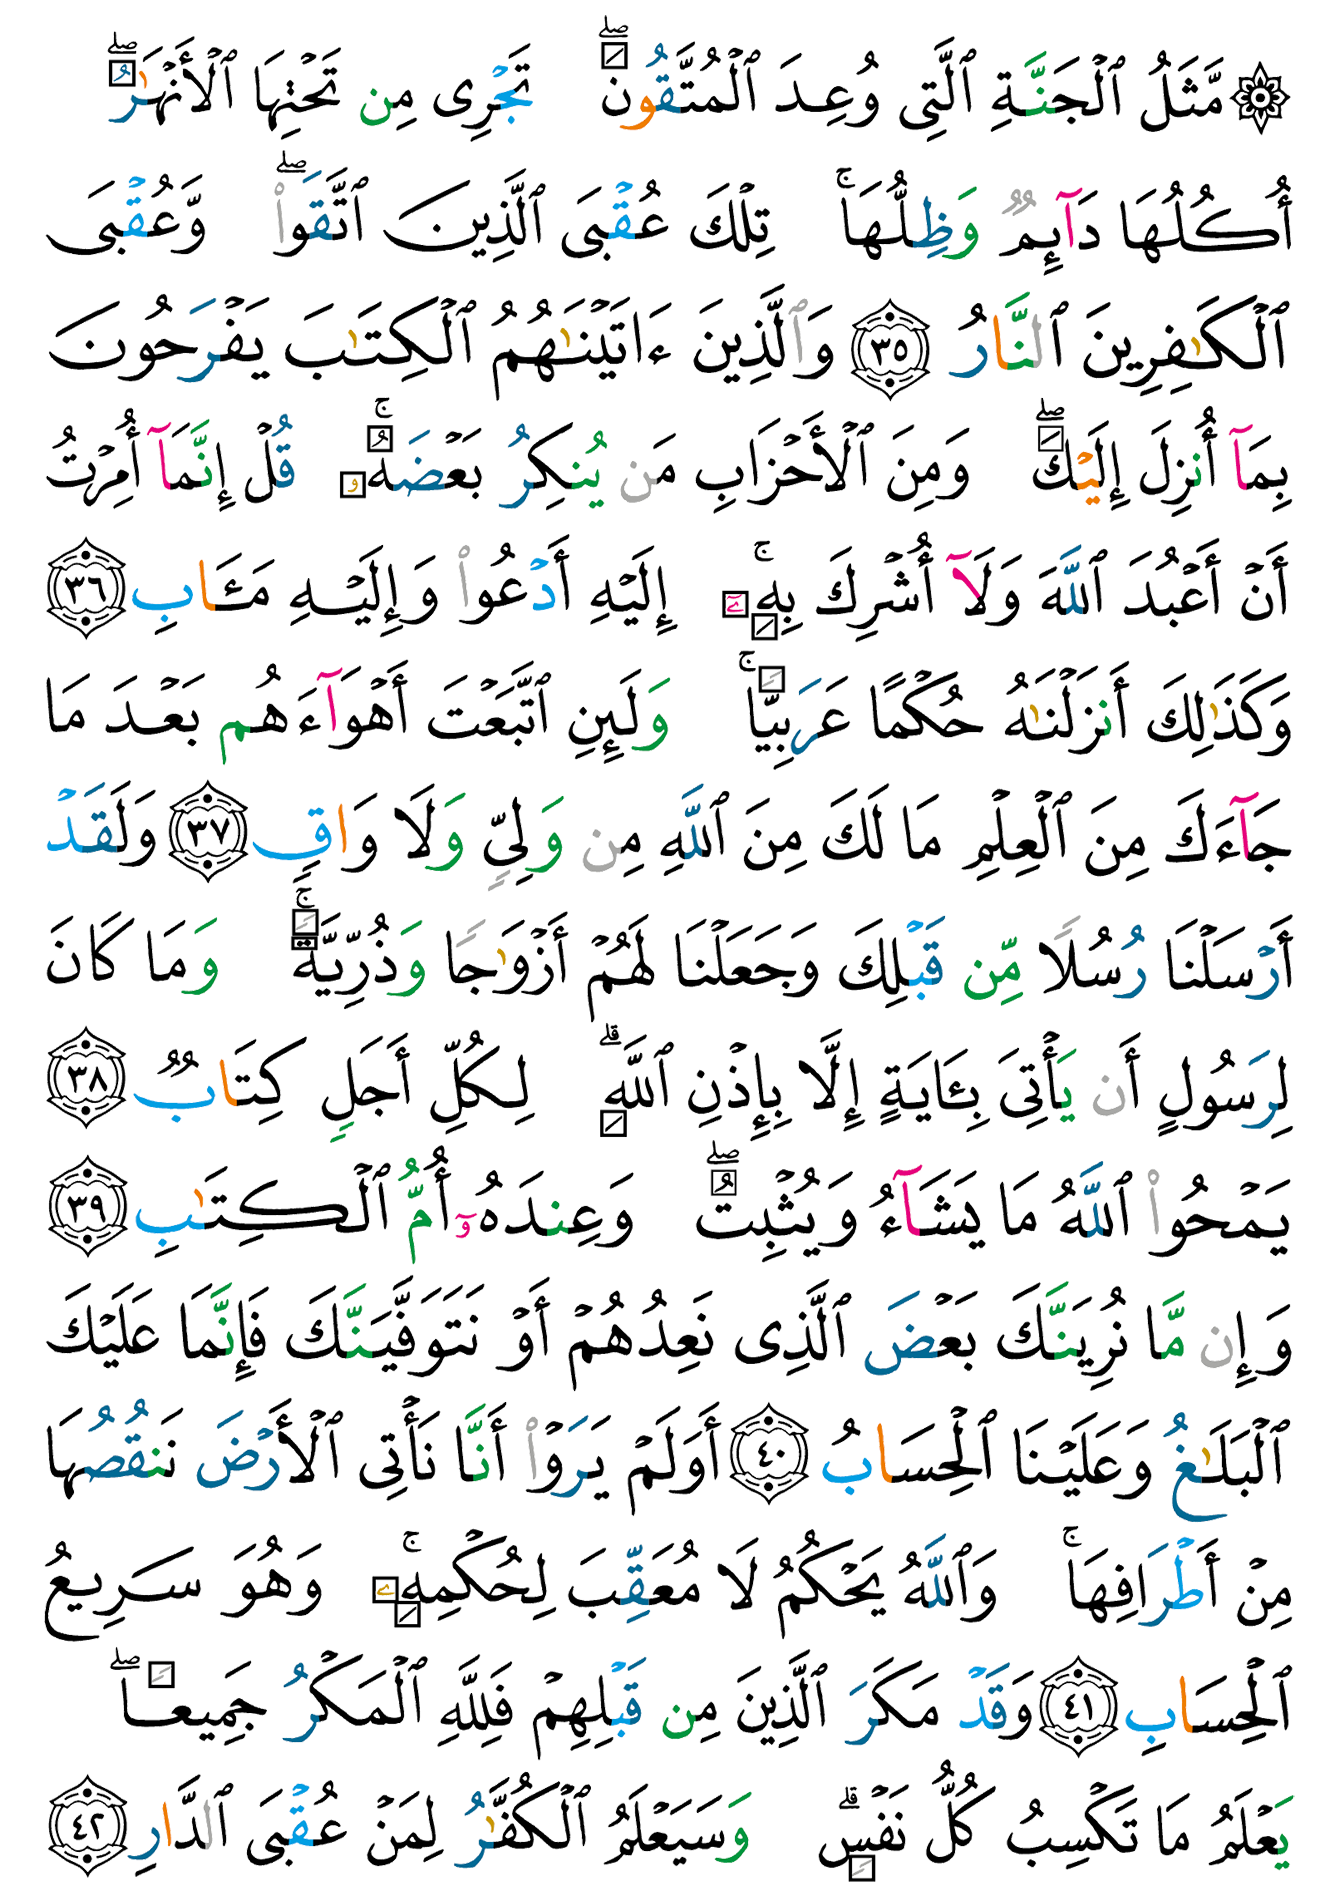 ۞ مَّثَلُ ٱلْجَنَّةِ ٱلَّتِى وُعِدَ ٱلْمُتَّقُونَ ۖ تَجْرِى مِن تَحْتِهَا ٱلْأَنْهَـٰرُ ۖ
أُكُلُهَا دَآئِمٌ وَظِلُّهَا ۚ تِلْكَ عُقْبَى ٱلَّذِينَ ٱتَّقَوا۟ ۖ وَّعُقْبَى
ٱلْكَـٰفِرِينَ ٱلنَّارُ ٣٥ وَٱلَّذِينَ ءَاتَيْنَـٰهُمُ ٱلْكِتَـٰبَ يَفْرَحُونَ
بِمَآ أُنزِلَ إِلَيْكَ ۖ وَمِنَ ٱلْأَحْزَابِ مَن يُنكِرُ بَعْضَهُۥ ۚ قُلْ إِنَّمَآ أُمِرْتُ
أَنْ أَعْبُدَ ٱللَّهَ وَلَآ أُشْرِكَ بِهِۦٓ ۚ إِلَيْهِ أَدْعُوا۟ وَإِلَيْهِ مَـَٔابِ ٣٦
وَكَذَٰلِكَ أَنزَلْنَـٰهُ حُكْمًا عَرَبِيًّا ۚ وَلَئِنِ ٱتَّبَعْتَ أَهْوَآءَهُم بَعْدَ مَا
جَآءَكَ مِنَ ٱلْعِلْمِ مَا لَكَ مِنَ ٱللَّهِ مِن وَلِىٍّ وَلَا وَاقٍ ٣٧ وَلَقَدْ
أَرْسَلْنَا رُسُلًا مِّن قَبْلِكَ وَجَعَلْنَا لَهُمْ أَزْوَٰجًا وَذُرِّيَّةً ۚ وَمَا كَانَ
لِرَسُولٍ أَن يَأْتِىَ بِـَٔايَةٍ إِلَّا بِإِذْنِ ٱللَّهِ ۗ لِكُلِّ أَجَلٍ كِتَابٌ ٣٨
يَمْحُوا۟ ٱللَّهُ مَا يَشَآءُ وَيُثْبِتُ ۖ وَعِندَهُۥٓ أُمُّ ٱلْكِتَـٰبِ ٣٩
وَإِن مَّا نُرِيَنَّكَ بَعْضَ ٱلَّذِى نَعِدُهُمْ أَوْ نَتَوَفَّيَنَّكَ فَإِنَّمَا عَلَيْكَ
ٱلْبَلَـٰغُ وَعَلَيْنَا ٱلْحِسَابُ ٤٠ أَوَلَمْ يَرَوْا۟ أَنَّا نَأْتِى ٱلْأَرْضَ نَنقُصُهَا
مِنْ أَطْرَافِهَا ۚ وَٱللَّهُ يَحْكُمُ لَا مُعَقِّبَ لِحُكْمِهِۦ ۚ وَهُوَ سَرِيعُ
ٱلْحِسَابِ ٤١ وَقَدْ مَكَرَ ٱلَّذِينَ مِن قَبْلِهِمْ فَلِلَّهِ ٱلْمَكْرُ جَمِيعًا ۖ
يَعْلَمُ مَا تَكْسِبُ كُلُّ نَفْسٍ ۗ وَسَيَعْلَمُ ٱلْكُفَّـٰرُ لِمَنْ عُقْبَى ٱلدَّارِ ٤٢